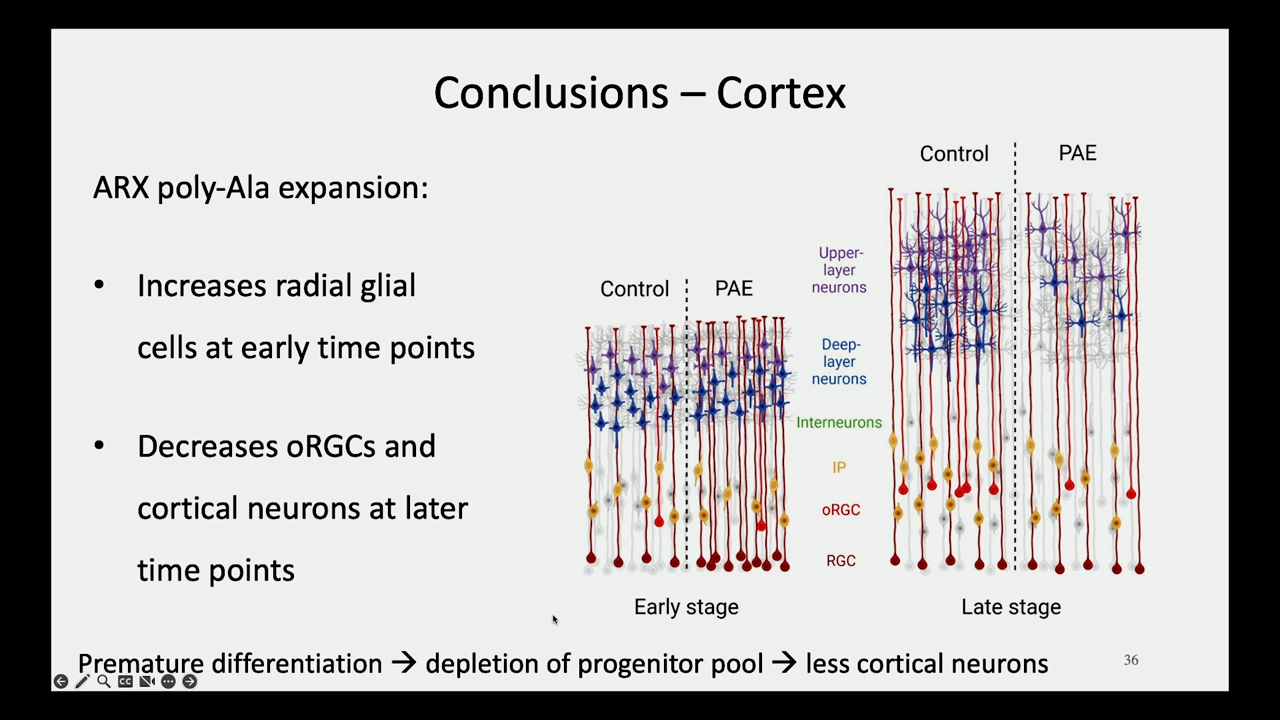 Conclusions – Cortex
ARX poly-Ala expansion:
• Increases radial glial
cells at early time points
• Decreases oRGCs and
cortical neurons at later
time points
Control
PAE
Early stage
Upper-
layer
neurons
Deep-
layer
neurons
Interneurons
IP
oRGC
RGC
Control
PAE
Late stage
Premature differentiation → depletion of progenitor pool → less cortical neurons
36
CC